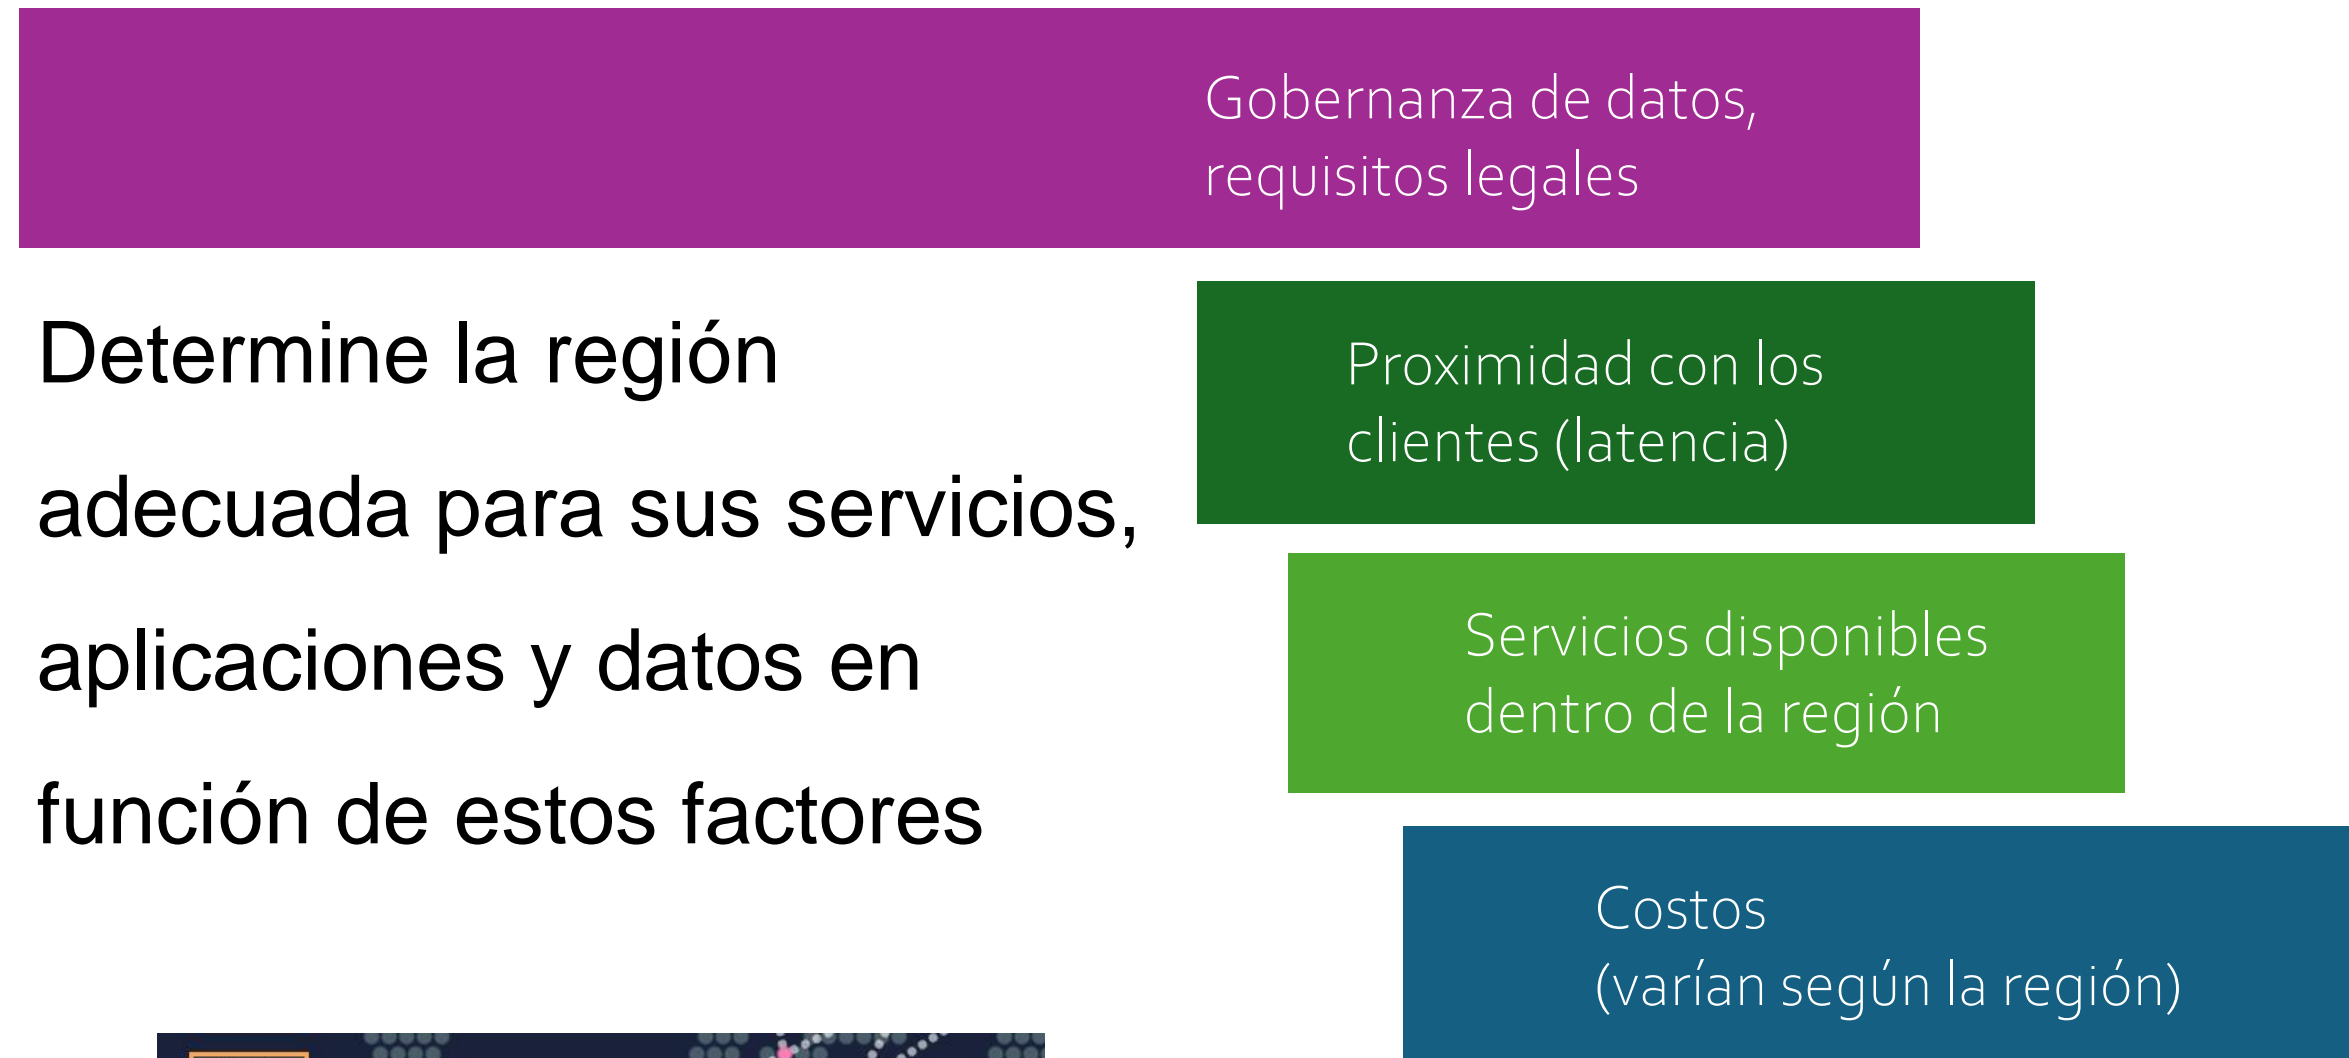 Gobernanza de datos,
requisitos legales
Determine la región
adecuada para sus servicios,
aplicaciones y datos en
función de estos factores
Proximidad con los
clientes (latencia)
Servicios disponibles
dentro de la región
Costos
(varían según la región)